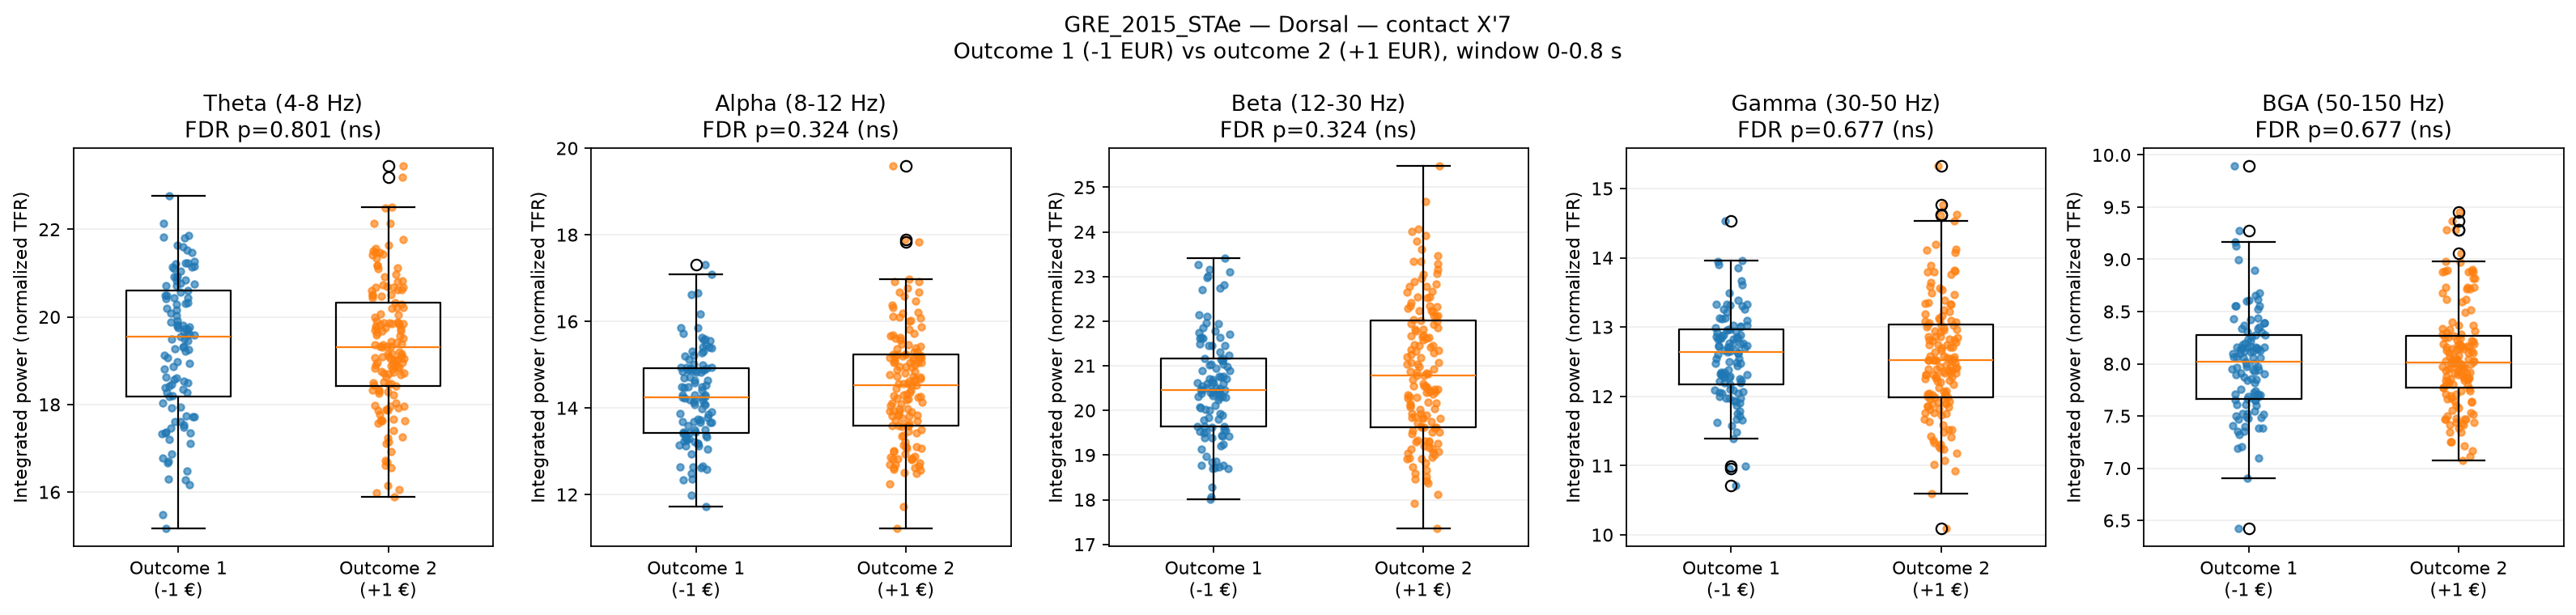 GRE_2015_STAe — Dorsal — contact X'7
Outcome 1 (-1 EUR) vs outcome 2 (+1 EUR), window 0-0.8 s
Theta (4-8 Hz)
FDR p=0.801 (ns)
Integrated power (normalized TFR)
22
20
18
16
Outcome 1
(-1 €)
Outcome 2
(+1 €)
Alpha (8-12 Hz)
FDR p=0.324 (ns)
Integrated power (normalized TFR)
20
18
16
14
12
Outcome 1
(-1 €)
Outcome 2
(+1 €)
Beta (12-30 Hz)
FDR p=0.324 (ns)
Integrated power (normalized TFR)
25
24
23
22
21
20
19
18
17
Outcome 1
(-1 €)
Outcome 2
(+1 €)
Gamma (30-50 Hz)
FDR p=0.677 (ns)
Integrated power (normalized TFR)
15
14
13
12
11
10
Outcome 1
(-1 €)
Outcome 2
(+1 €)
BGA (50-150 Hz)
FDR p=0.677 (ns)
Integrated power (normalized TFR)
10.0
9.5
9.0
8.5
8.0
7.5
7.0
6.5
Outcome 1
(-1 €)
Outcome 2
(+1 €)